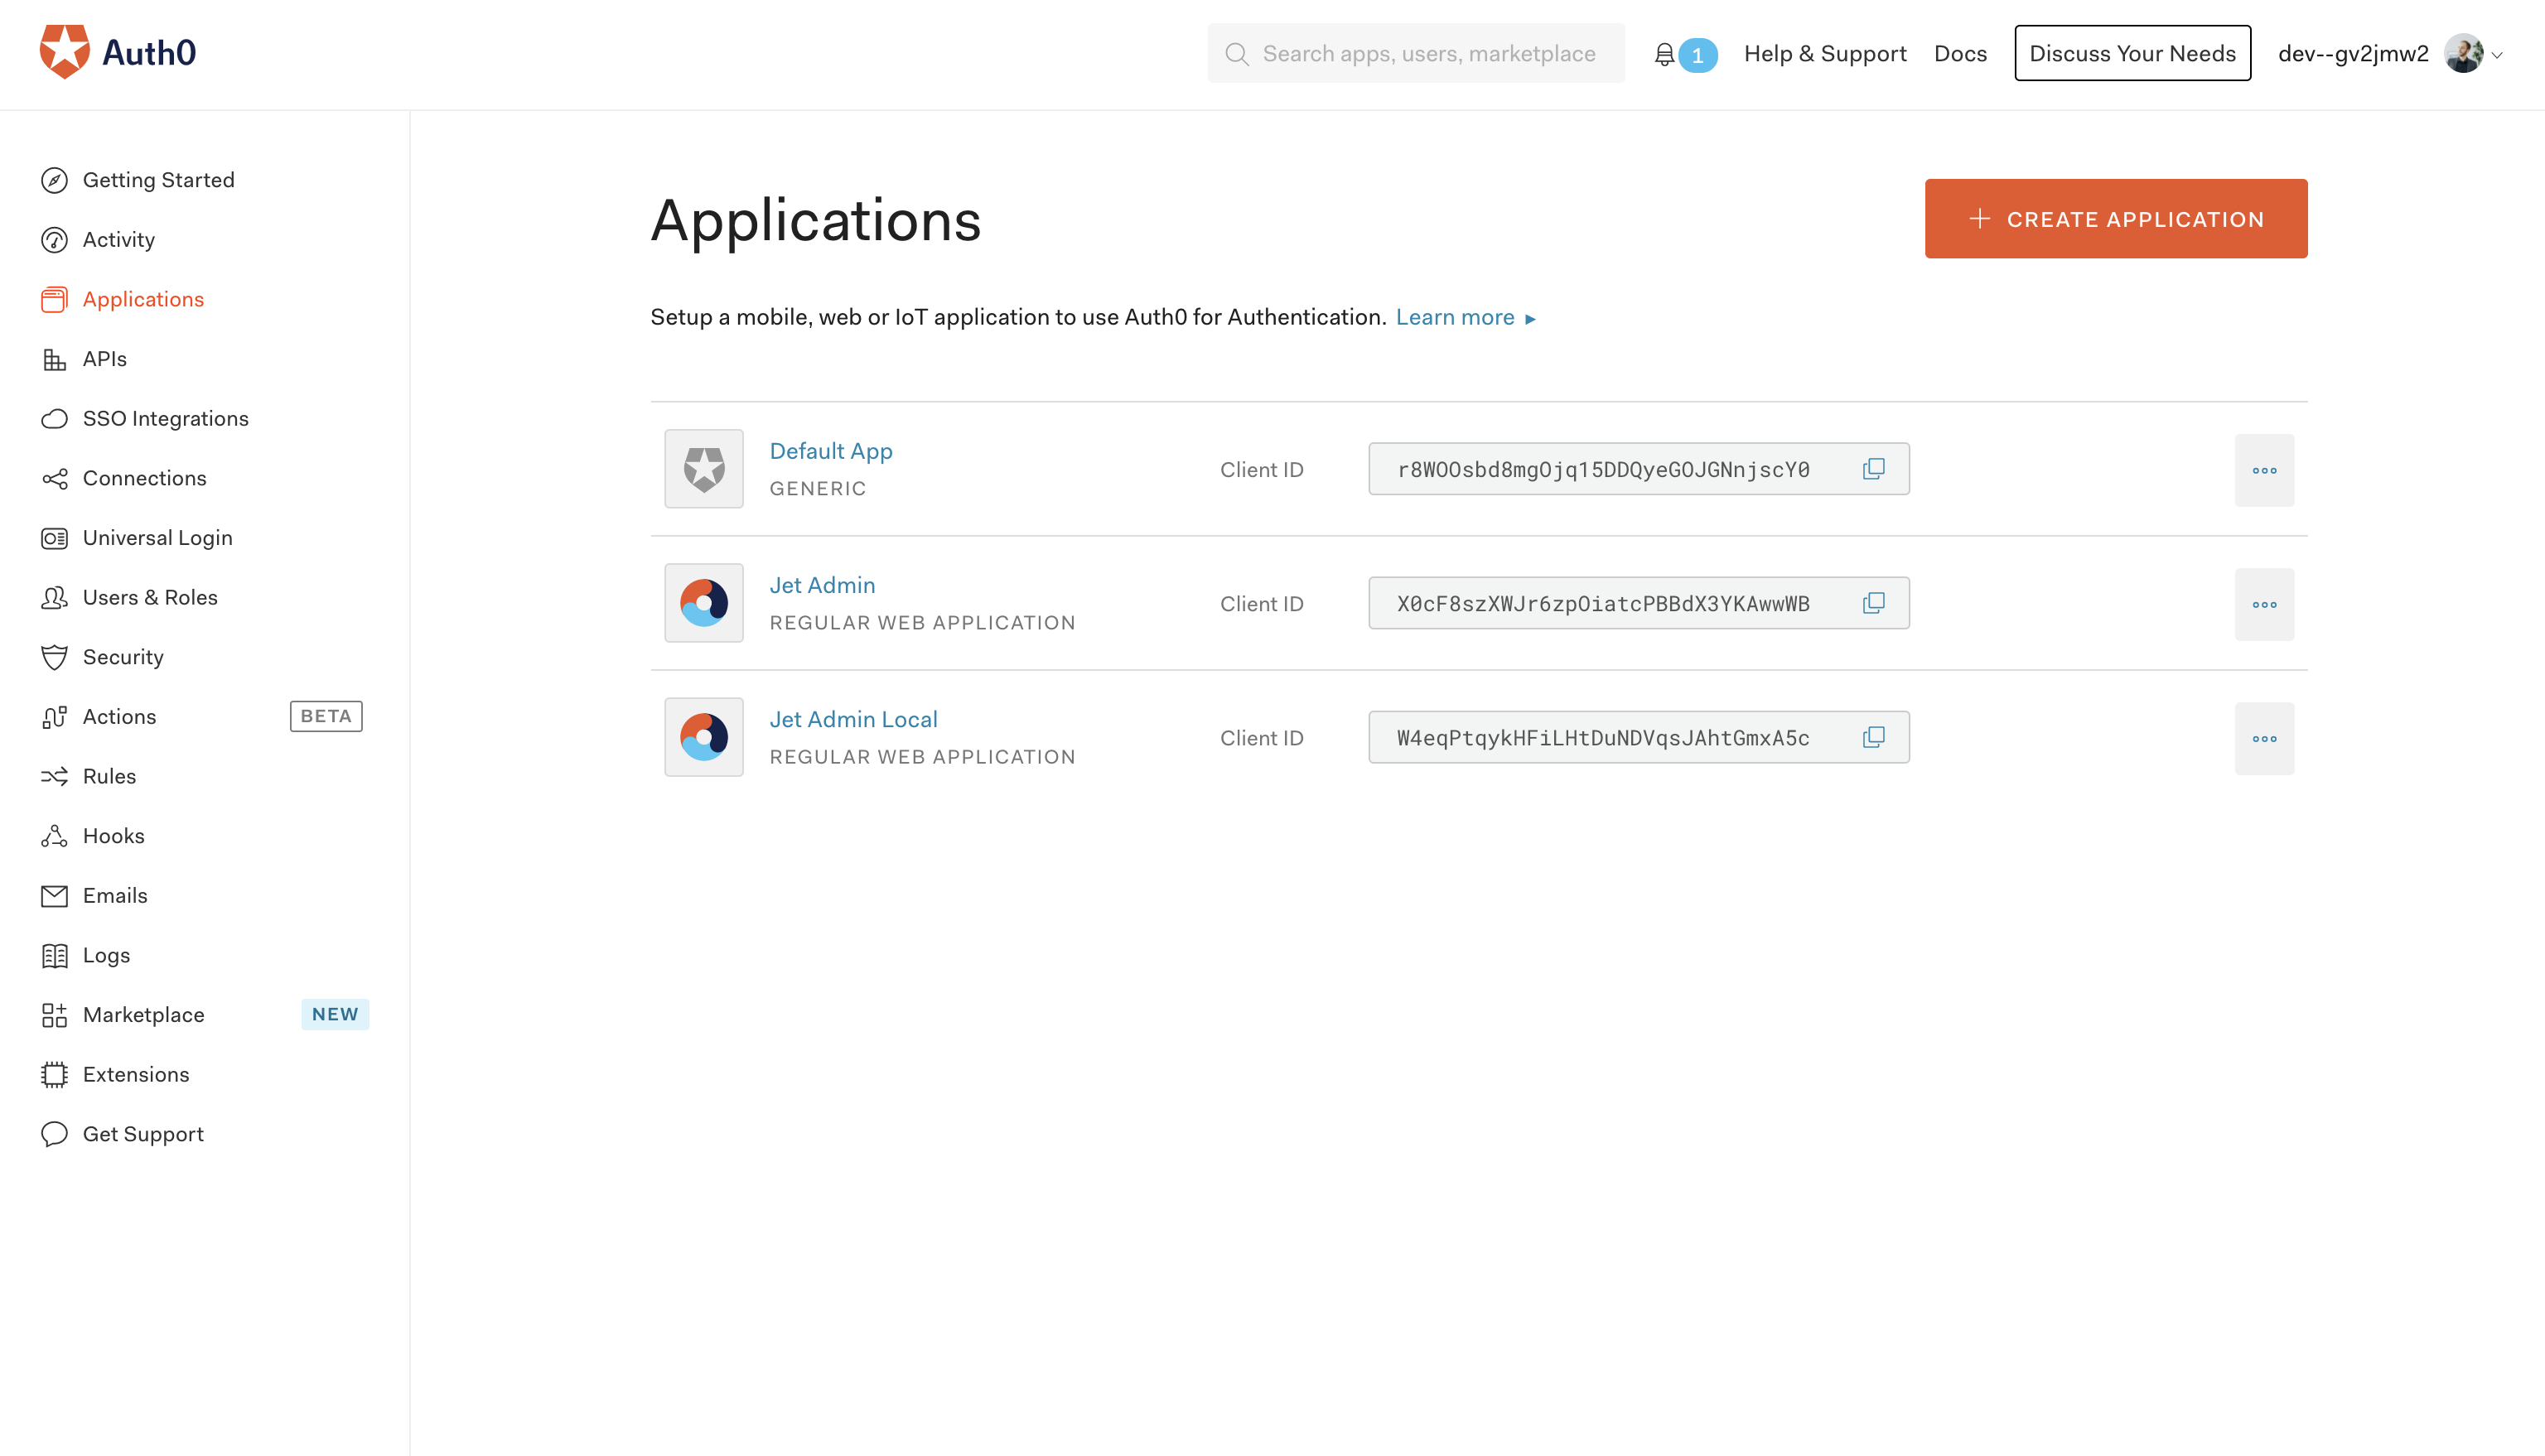 Auth0
Search apps, users, marketplace
1
Help & Support
Docs
Discuss Your Needs
dev--gv2jmw2
Getting Started
Activity
Applications
APIs
SSO Integrations
Connections
Universal Login
Users & Roles
Security
Actions
BETA
Rules
Hooks
Emails
Logs
Marketplace
NEW
Extensions
Get Support
Applications
+ CREATE APPLICATION
Setup a mobile, web or IoT application to use Auth0 for Authentication. Learn more ▸
Default App
GENERIC
Client ID
r8WOOsbd8mgOjq15DDQyeGOJGNnjscY0
Jet Admin
REGULAR WEB APPLICATION
Client ID
X0cF8szXWJr6zpOiatcPBBdX3YKAwwWB
Jet Admin Local
REGULAR WEB APPLICATION
Client ID
W4eqPtqykHFiLHtDuNDVqsJAhtGmxA5c